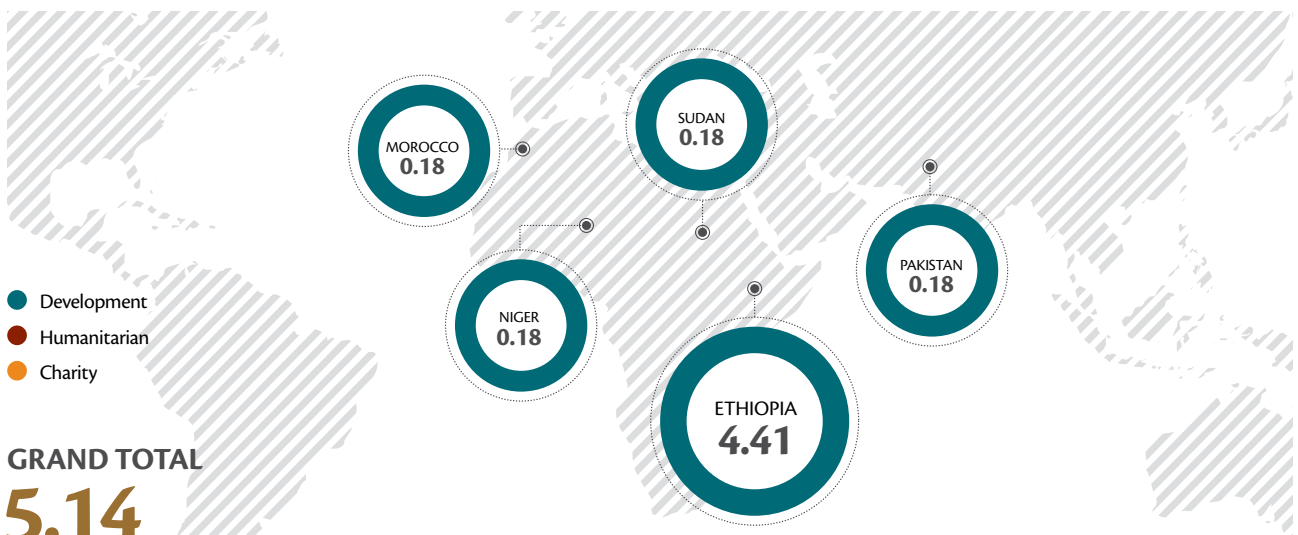 MOROCCO
0.18
SUDAN
0.18
PAKISTAN
0.18
NIGER
0.18
ETHIOPIA
4.41
Development
Humanitarian
Charity
GRAND TOTAL
5.14